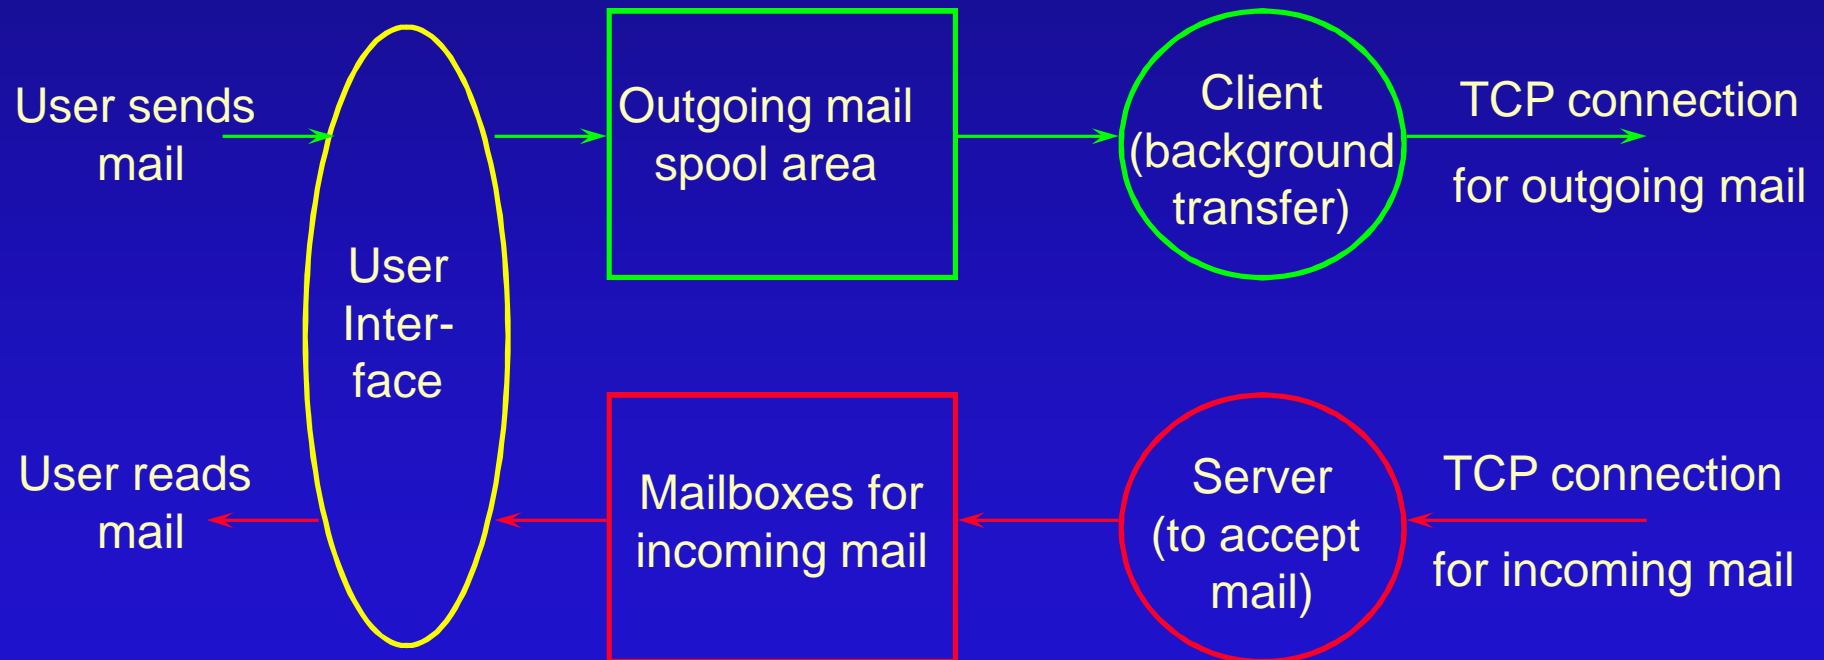 User sends
mail
User
Inter-
face
Outgoing mail
spool area
Client
(background
transfer)
TCP connection
for outgoing mail
User reads
mail
Mailboxes for
incoming mail
Server
(to accept
mail)
TCP connection
for incoming mail